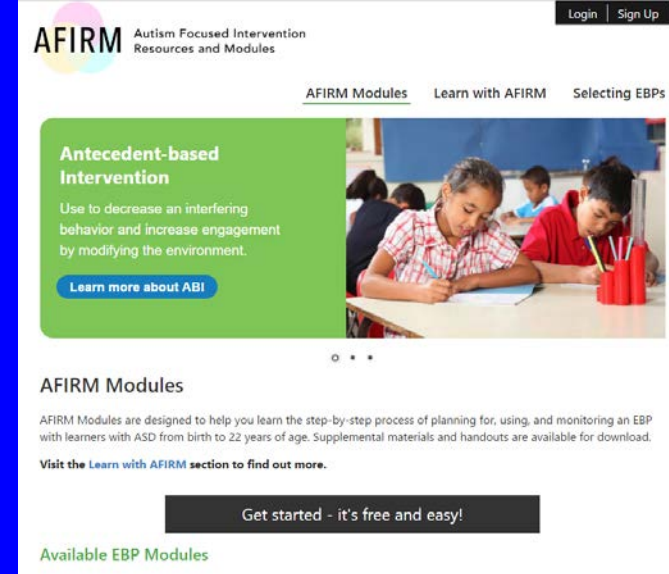 Login | Sign Up
AFIRM Autism Focused Intervention
Resources and Modules
AFIRM Modules Learn with AFIRM Selecting EBPs
Antecedent-based
Intervention
Use to decrease an interfering
behavior and increase engagement
by modifying the environment.
Learn more about ABI
AFIRM Modules
AFIRM Modules are designed to help you learn the step-by-step process of planning for, using, and monitoring an EBP
with learners with ASD from birth to 22 years of age. Supplemental materials and handouts are available for download.
Visit the Learn with AFIRM section to find out more.
Get started - it's free and easy!
Available EBP Modules